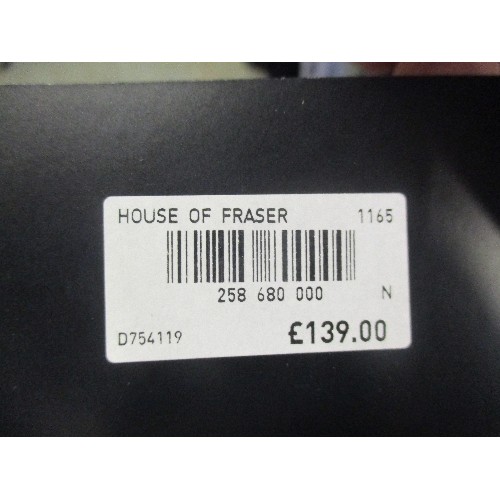 HOUSE OF FRASER 1165
258 680 000 N
D754119 £139.00